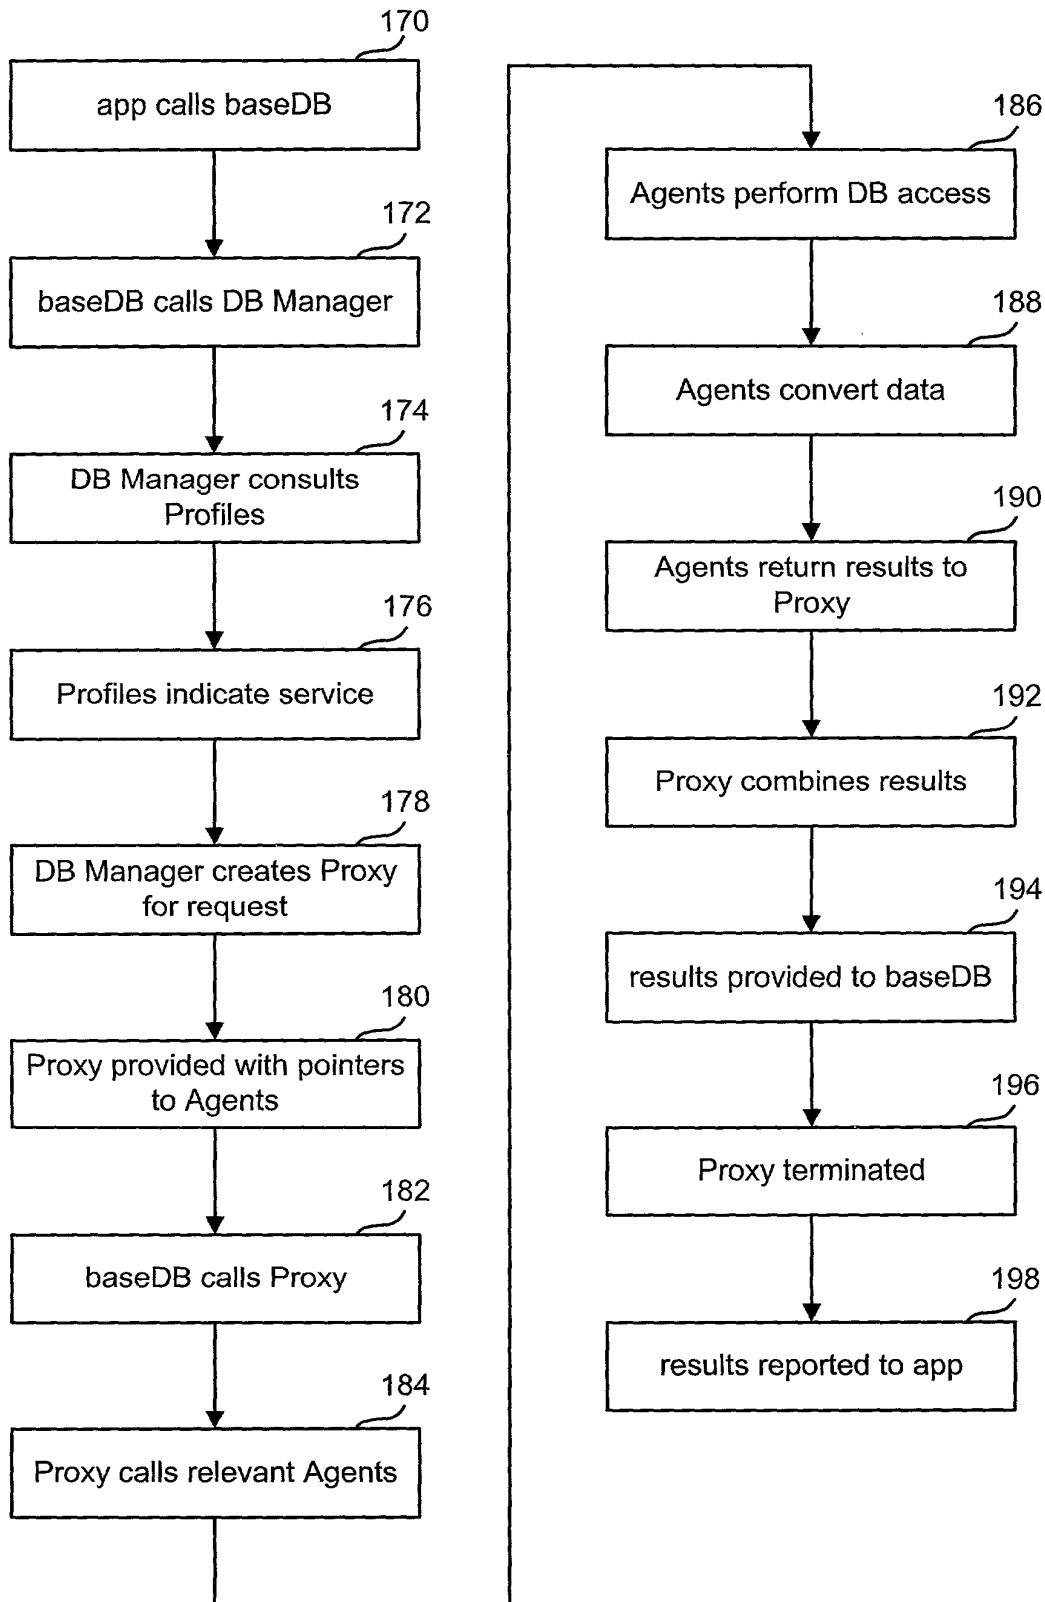 170
app calls baseDB
172
baseDB calls DB Manager
174
DB Manager consults
Profiles
176
Profiles indicate service
178
DB Manager creates Proxy
for request
180
Proxy provided with pointers
to Agents
182
baseDB calls Proxy
184
Proxy calls relevant Agents
186
Agents perform DB access
188
Agents convert data
190
Agents return results to
Proxy
192
Proxy combines results
194
results provided to baseDB
196
Proxy terminated
198
results reported to app